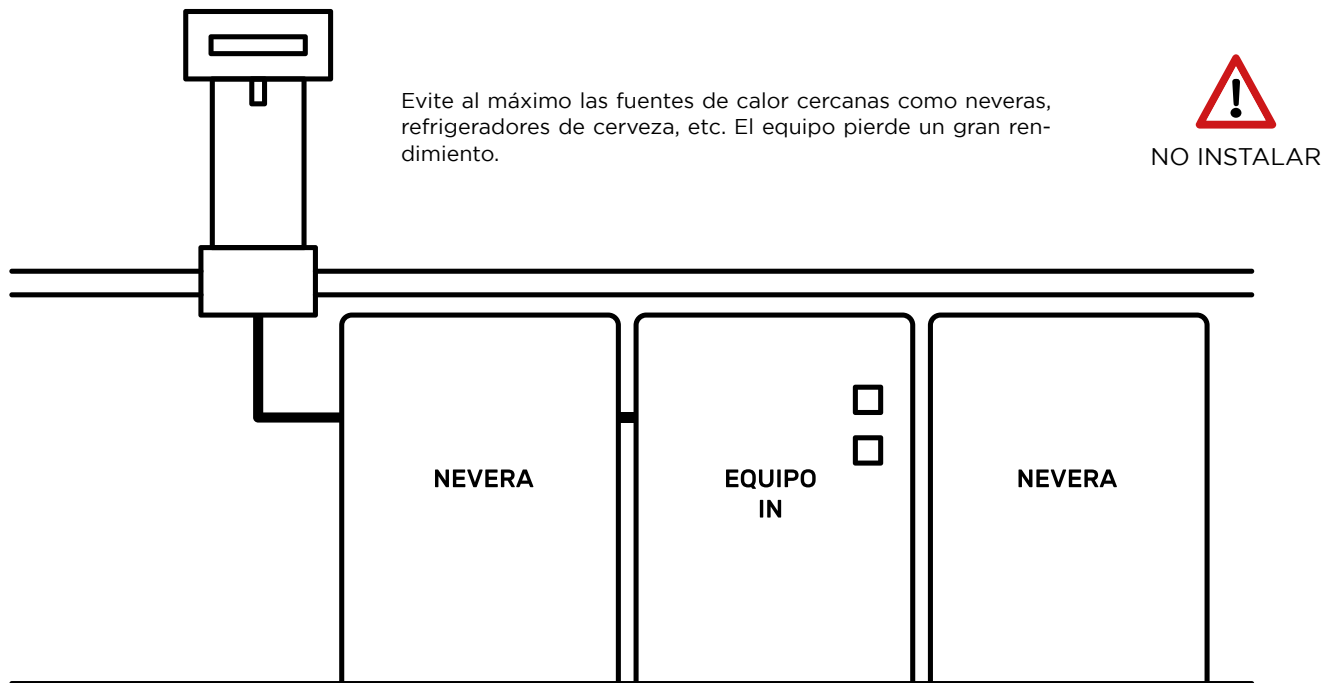 Evite al máximo las fuentes de calor cercanas como neveras,
refrigeradores de cerveza, etc. El equipo pierde un gran ren-
dimiento.
NO INSTALAR
NEVERA
EQUIPO
IN
NEVERA